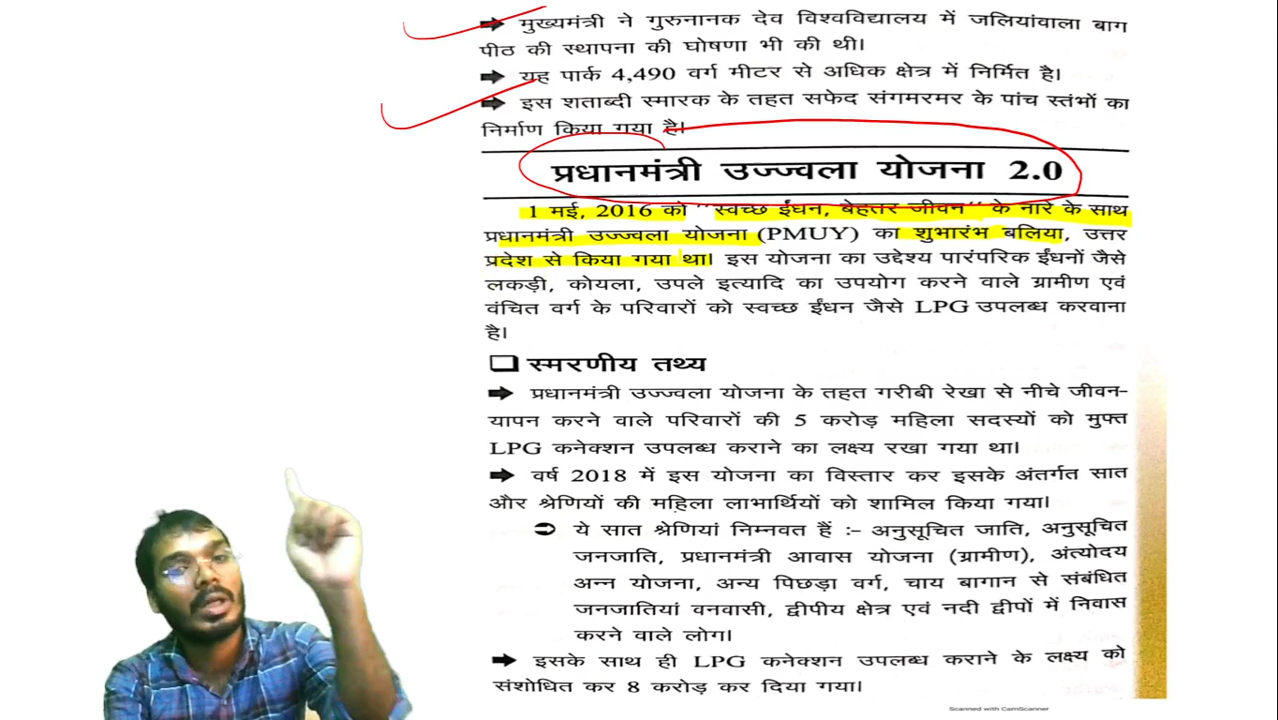 ➡ मुख्यमंत्री ने गुरुनानक देव विश्वविद्यालय में जलियांवाला बाग
पीठ की स्थापना की घोषणा भी की थी।
➡ यह पार्क 4,490 वर्ग मीटर से अधिक क्षेत्र में निर्मित है।
➡ इस शताब्दी स्मारक के तहत सफेद संगमरमर के पांच स्तंभों का
निर्माण किया गया है।
प्रधानमंत्री उज्ज्वला योजना 2.0
1 मई, 2016 को ''स्वच्छ ईंधन, बेहतर जीवन'' के नारे के साथ
प्रधानमंत्री उज्ज्वला योजना (PMUY) का शुभारंभ बलिया, उत्तर
प्रदेश से किया गया था। इस योजना का उद्देश्य पारंपरिक ईंधनों जैसे
लकड़ी, कोयला, उपले इत्यादि का उपयोग करने वाले ग्रामीण एवं
वंचित वर्ग के परिवारों को स्वच्छ ईंधन जैसे LPG उपलब्ध करवाना
है।
❑ स्मरणीय तथ्य
➡ प्रधानमंत्री उज्ज्वला योजना के तहत गरीबी रेखा से नीचे जीवन-
यापन करने वाले परिवारों की 5 करोड़ महिला सदस्यों को मुफ्त
LPG कनेक्शन उपलब्ध कराने का लक्ष्य रखा गया था।
➡ वर्ष 2018 में इस योजना का विस्तार कर इसके अंतर्गत सात
और श्रेणियों की महिला लाभार्थियों को शामिल किया गया।
➲ ये सात श्रेणियां निम्नवत हैं :- अनुसूचित जाति, अनुसूचित
जनजाति, प्रधानमंत्री आवास योजना (ग्रामीण), अंत्योदय
अन्न योजना, अन्य पिछड़ा वर्ग, चाय बागान से संबंधित
जनजातियां वनवासी, द्वीपीय क्षेत्र एवं नदी द्वीपों में निवास
करने वाले लोग।
➡ इसके साथ ही LPG कनेक्शन उपलब्ध कराने के लक्ष्य को
संशोधित कर 8 करोड़ कर दिया गया।
Scanned with CamScanner